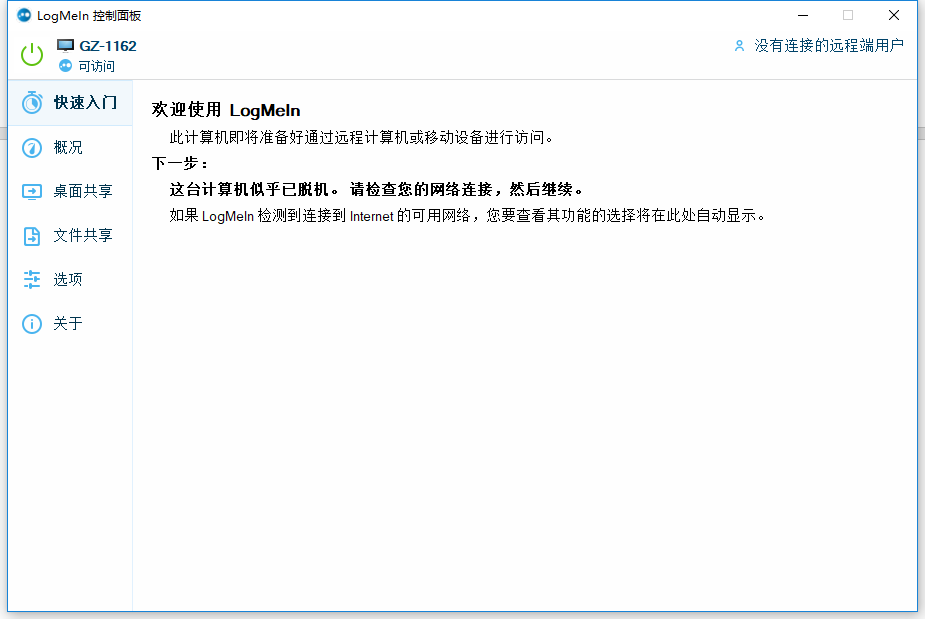 LogMeIn 控制面板
GZ-1162
可访问
没有连接的远程端用户
快速入门
概况
桌面共享
文件共享
选项
关于
欢迎使用 LogMeIn
此计算机即将准备好通过远程计算机或移动设备进行访问。
下一步：
这台计算机似乎已脱机。 请检查您的网络连接，然后继续。
如果 LogMeIn 检测到连接到 Internet 的可用网络，您要查看其功能的选择将在此处自动显示。